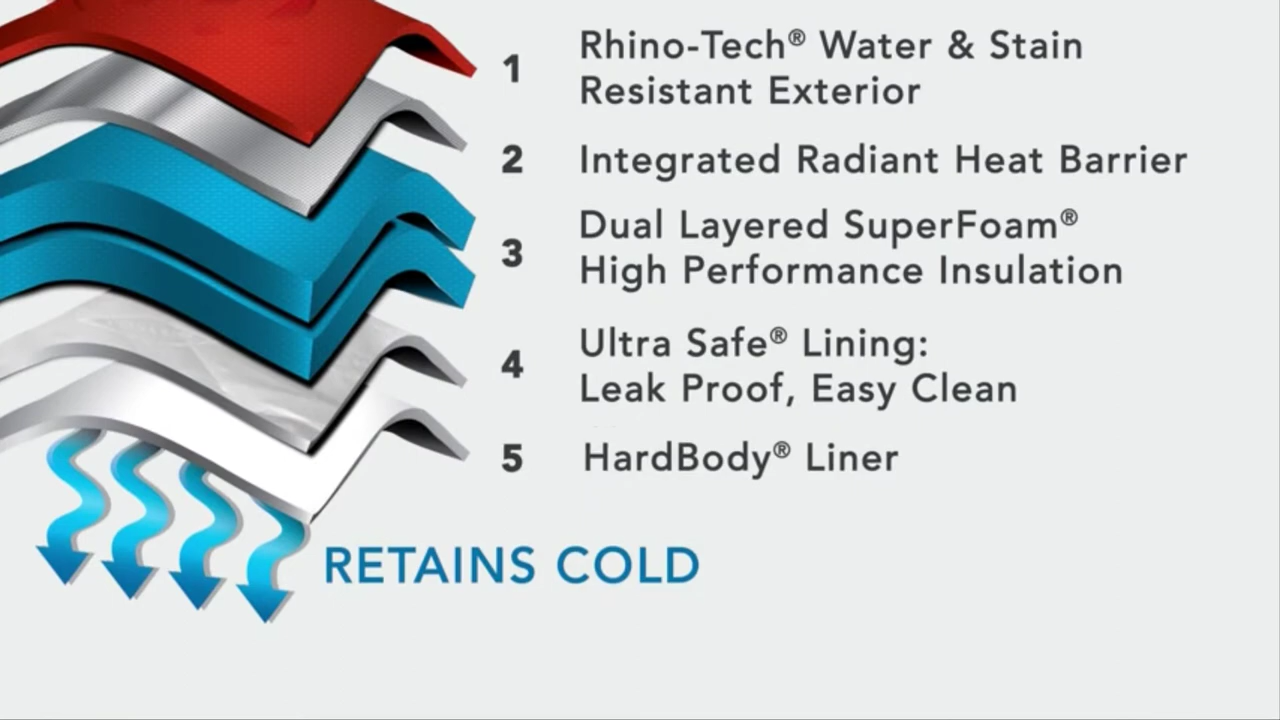 1 Rhino-Tech® Water & Stain
Resistant Exterior
2 Integrated Radiant Heat Barrier
3 Dual Layered SuperFoam®
High Performance Insulation
4 Ultra Safe® Lining:
Leak Proof, Easy Clean
5 HardBody® Liner
RETAINS COLD